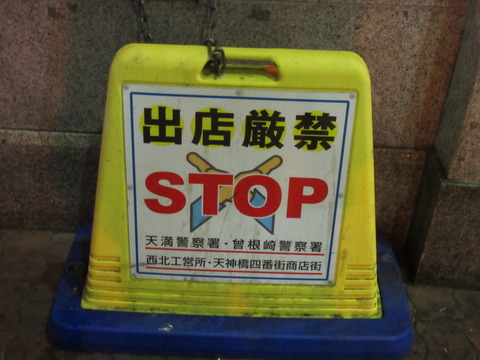 出店厳禁
STOP
天満警察署・曾根崎警察署
西北工営所・天神橋四番街商店街